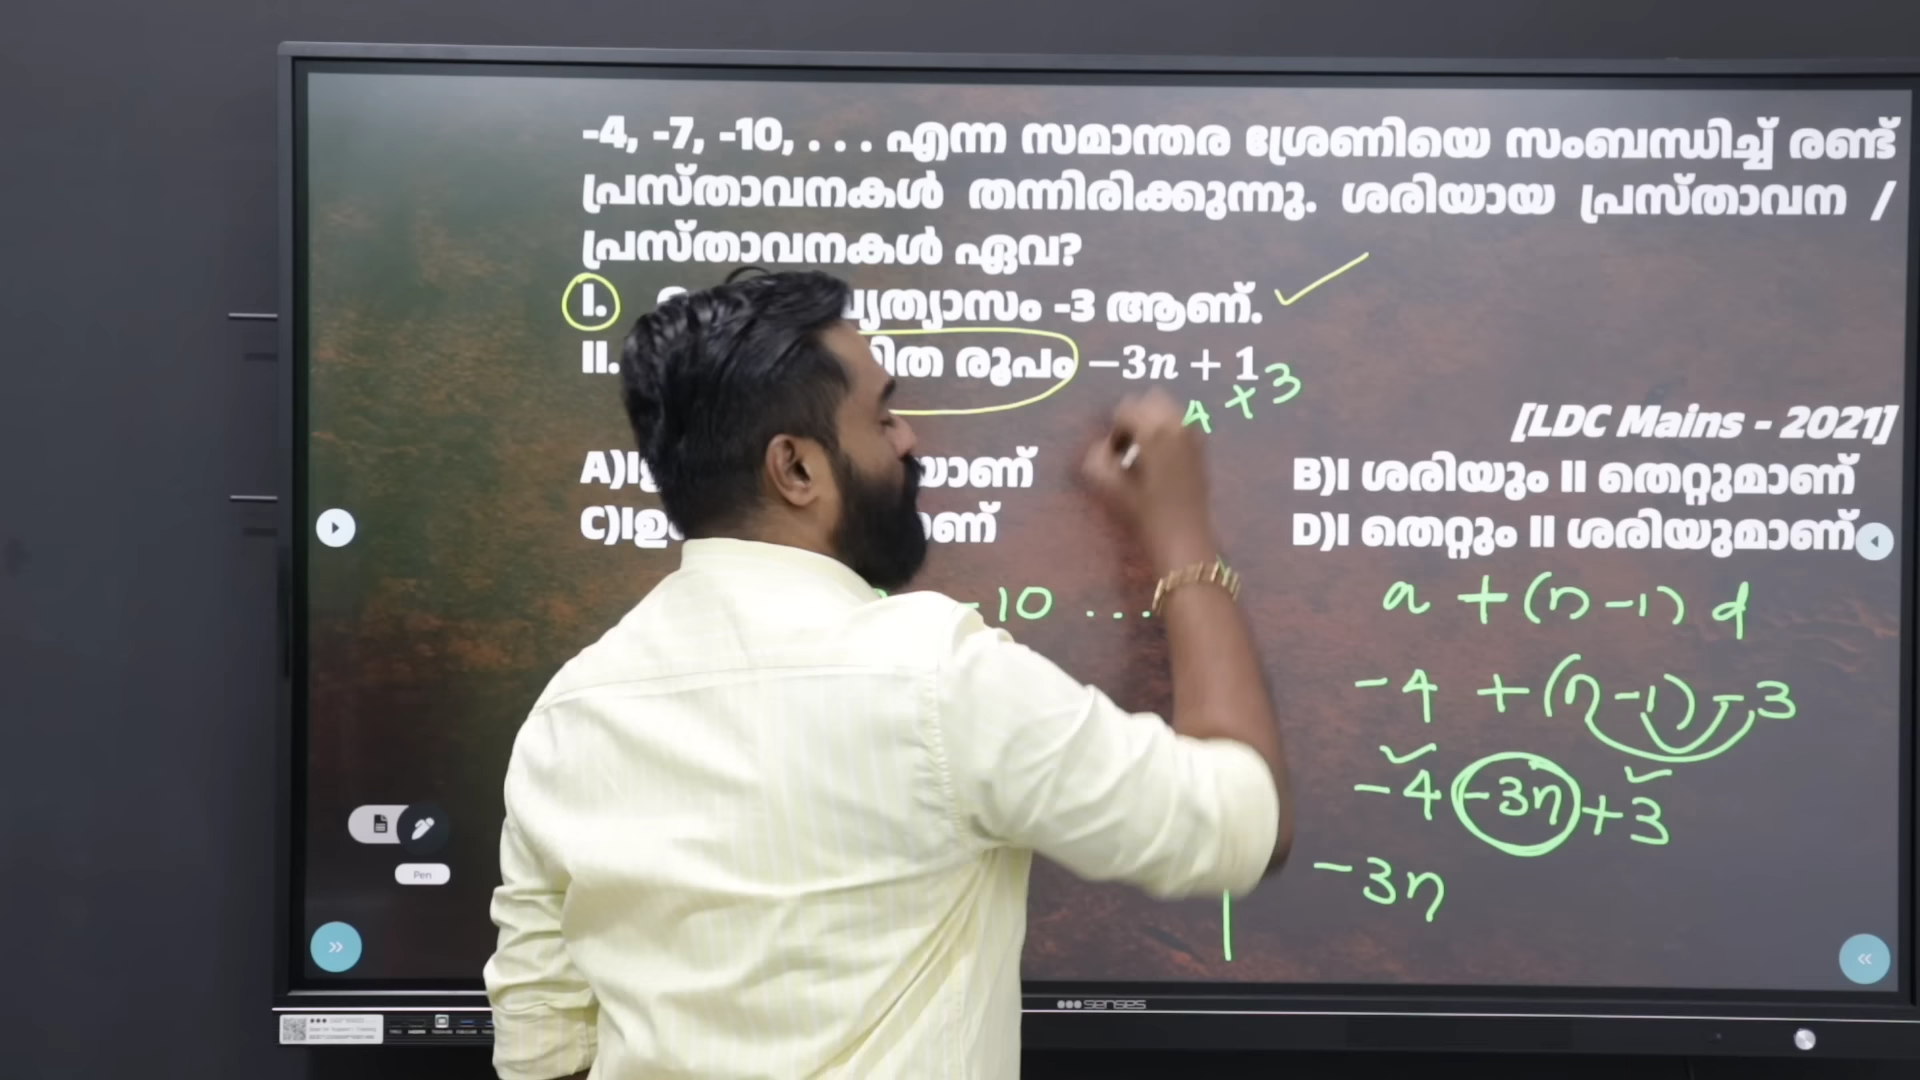 -4, -7, -10, . . . എന്ന സമാന്തര ശ്രേണിയെ സംബന്ധിച്ച് രണ്ട്
പ്രസ്താവനകൾ തന്നിരിക്കുന്നു. ശരിയായ പ്രസ്താവന /
പ്രസ്താവനകൾ ഏവ?
I. വ്യത്യാസം -3 ആണ്.
II. രൂപം −3n + 1
4 + 3
[LDC Mains - 2021]
A)I
B)I ശരിയും II തെറ്റുമാണ്
C)I
D)I തെറ്റും II ശരിയുമാണ്
-10 ...
a + (n -1) d
-4 + (n -1) -3
-4 -3n +3
-3n
Pen
senses